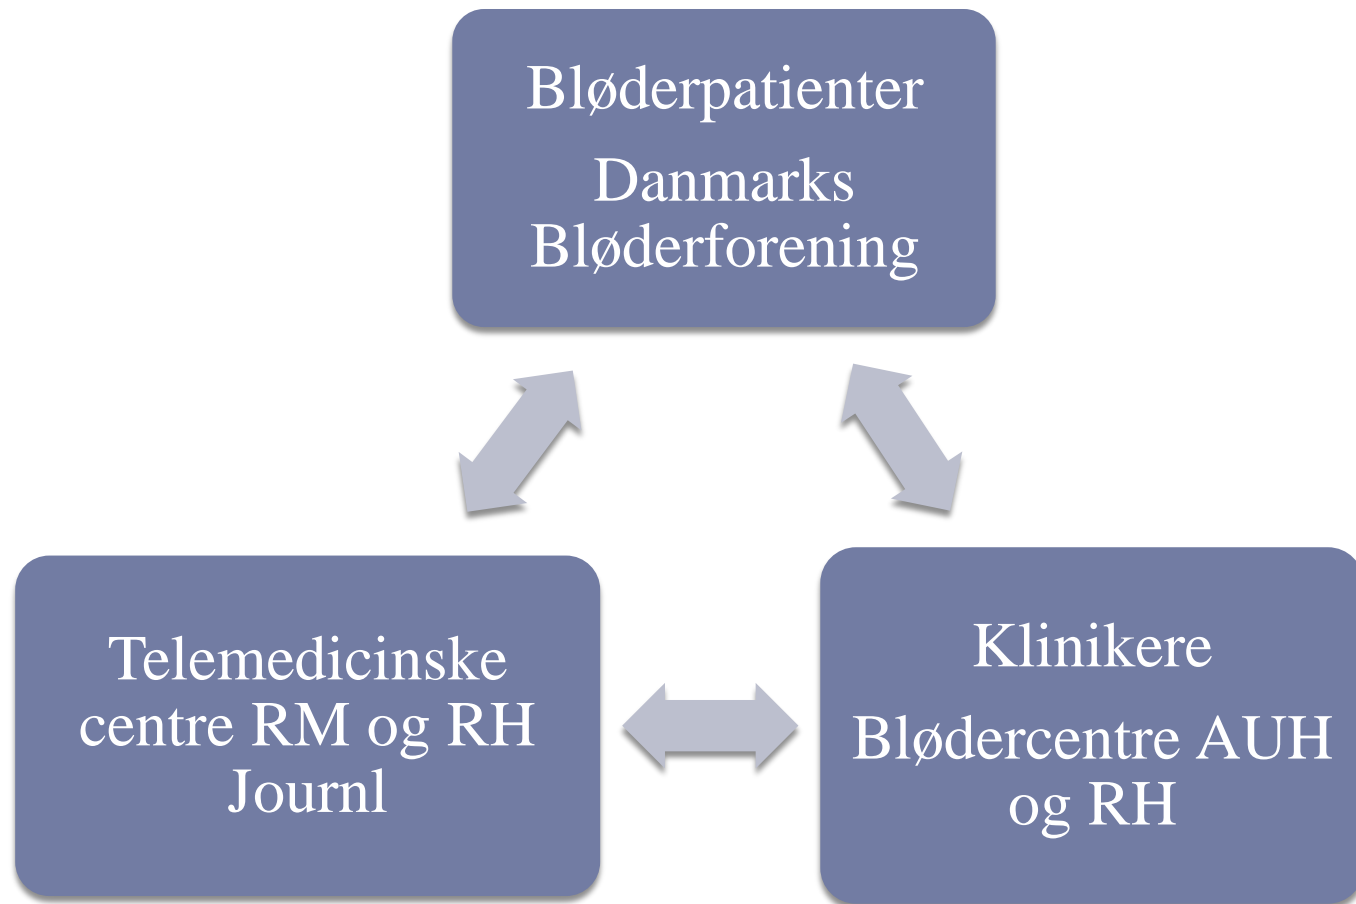 Bløderpatienter
Danmarks
Bløderforening
Telemedicinske
centre RM og RH
Journl
Klinikere
Blødercentre AUH
og RH